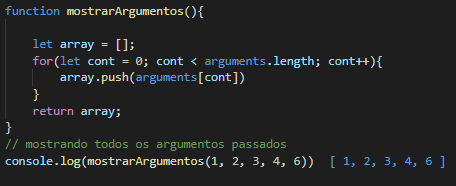 function mostrarArgumentos(){
let array = [];
for(let cont = 0; cont < arguments.length; cont++){
array.push(arguments[cont])
}
return array;
}
// mostrando todos os argumentos passados
console.log(mostrarArgumentos(1, 2, 3, 4, 6)) [ 1, 2, 3, 4, 6 ]